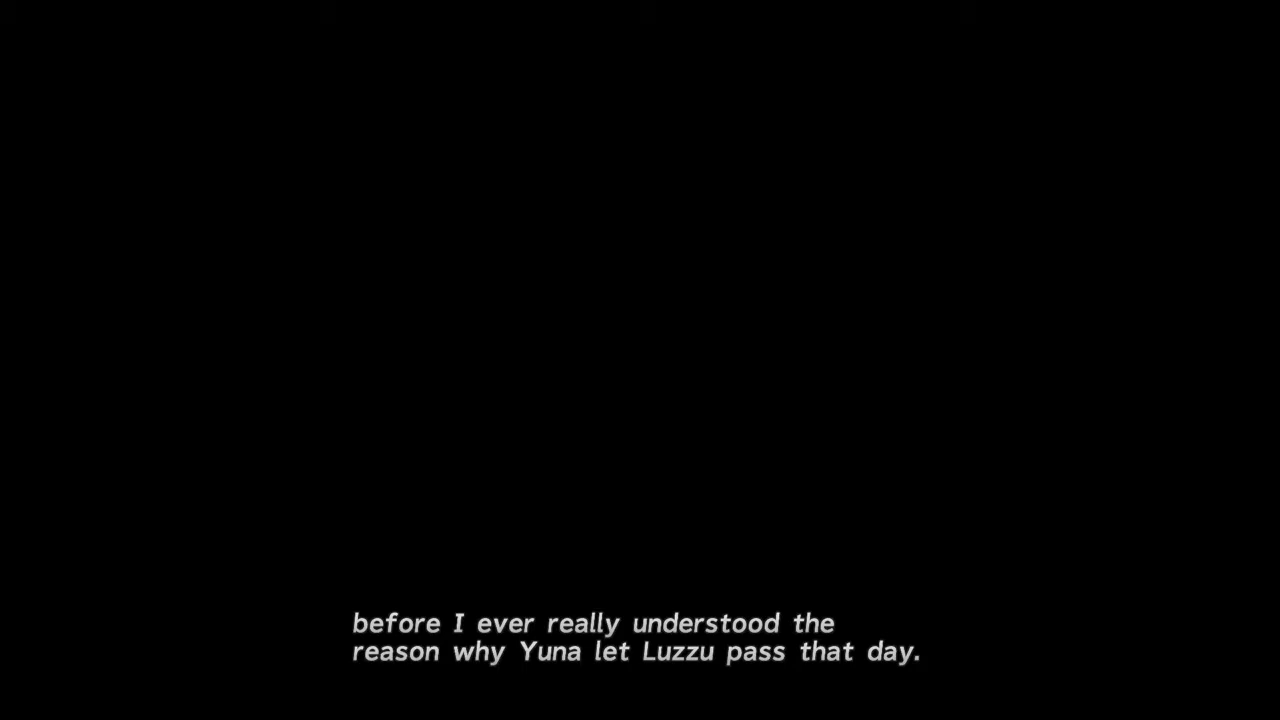 before I ever really understood the
reason why Yuna let Luzzu pass that day.